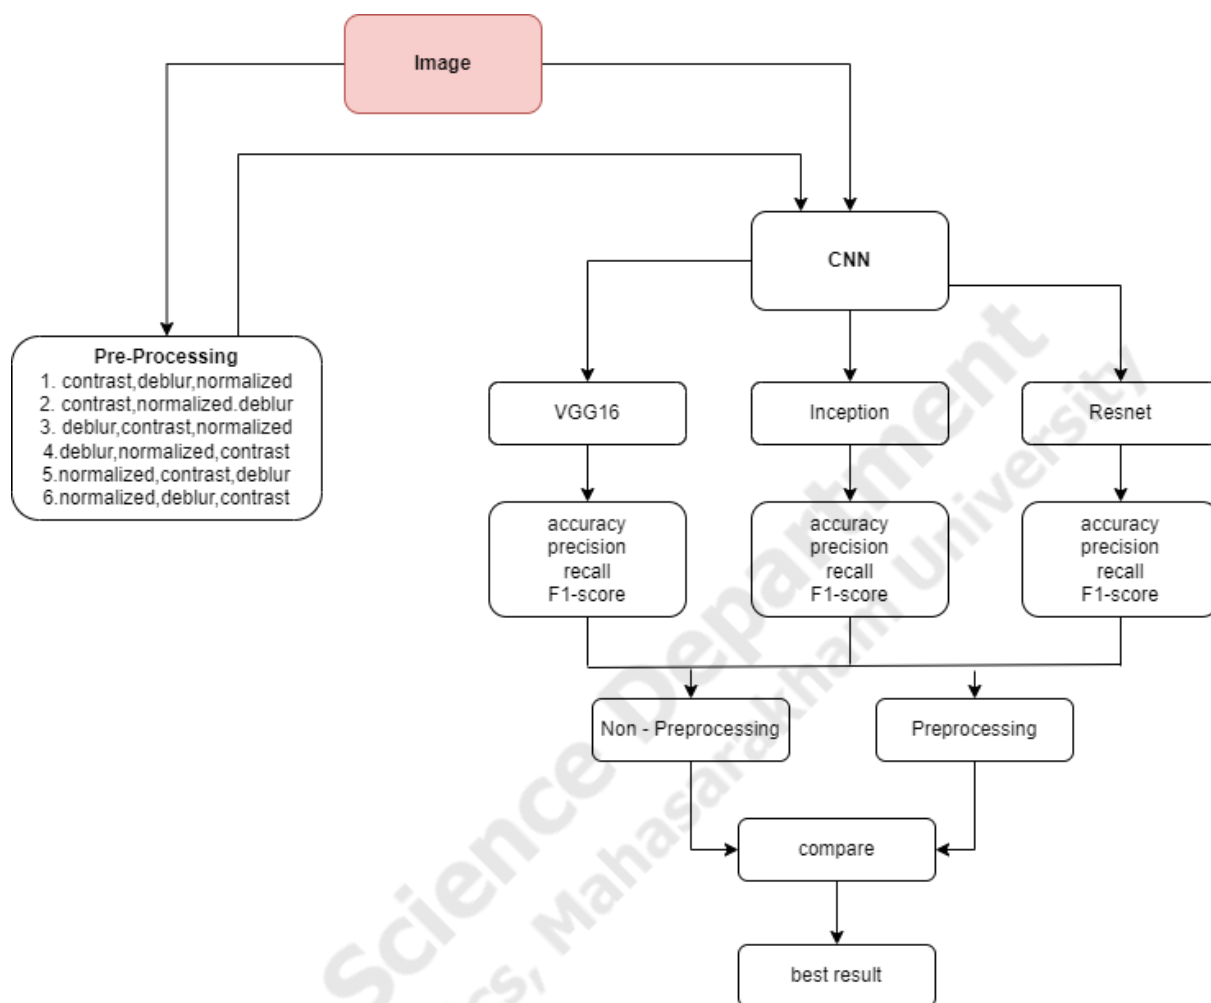 Image
CNN
Pre-Processing
1. contrast,deblur,normalized
2. contrast,normalized.deblur
3. deblur,contrast,normalized
4.deblur,normalized,contrast
5.normalized,contrast,deblur
6.normalized,deblur,contrast
VGG16
Inception
Resnet
accuracy
precision
recall
F1-score
accuracy
precision
recall
F1-score
accuracy
precision
recall
F1-score
Non - Preprocessing
Preprocessing
compare
best result
Science Department
Mahasarakham University